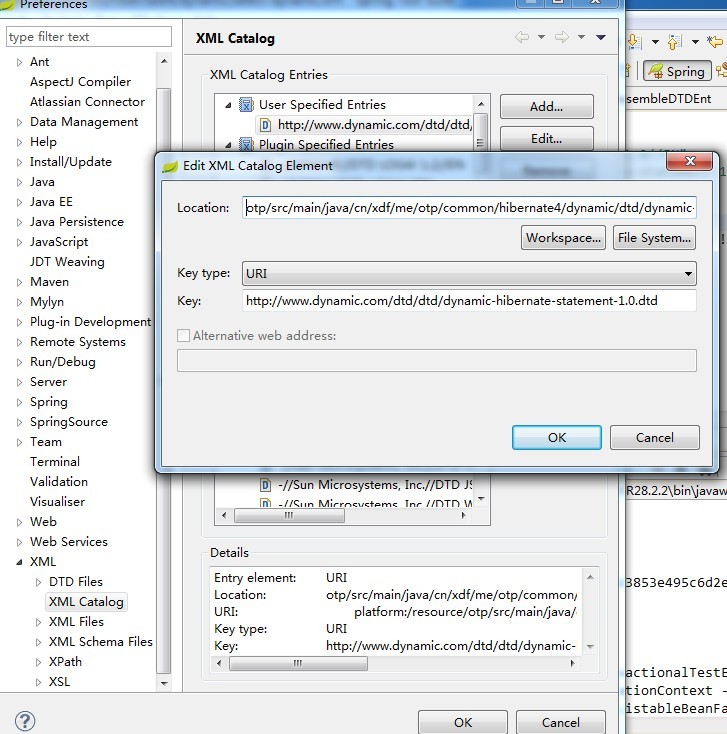 Preferences
type filter text
Ant
AspectJ Compiler
Atlassian Connector
Data Management
Help
Install/Update
Java
Java EE
Java Persistence
JavaScript
JDT Weaving
Maven
Mylyn
Plug-in Development
Remote Systems
Run/Debug
Server
Spring
SpringSource
Team
Terminal
Validation
Visualiser
Web
Web Services
XML
DTD Files
XML Catalog
XML Files
XML Schema Files
XPath
XSL
XML Catalog
XML Catalog Entries
User Specified Entries
http://www.dynamic.com/dtd/dtd,
Plugin Specified Entries
Add...
Edit...
Remove
Edit XML Catalog Element
Location:
otp/src/main/java/cn/xdf/me/otp/common/hibernate4/dynamic/dtd/dynamic-
Workspace...
File System...
Key type:
URI
Key:
http://www.dynamic.com/dtd/dtd/dynamic-hibernate-statement-1.0.dtd
Alternative web address:
OK
Cancel
-//Sun Microsystems, Inc.//DTD JS
-//Sun Microsystems, Inc.//DTD W
Details
Entry element: URI
Location: otp/src/main/java/cn/xdf/me/otp/common/
URI: platform:/resource/otp/src/main/java/
Key type: URI
Key: http://www.dynamic.com/dtd/dtd/dynamic-
OK
Cancel
Spring
sembleDTDEnt
R28.2.2\bin\javaw
3853e495c6d2e
actionalTestE
tionContext -
istableBeanFa